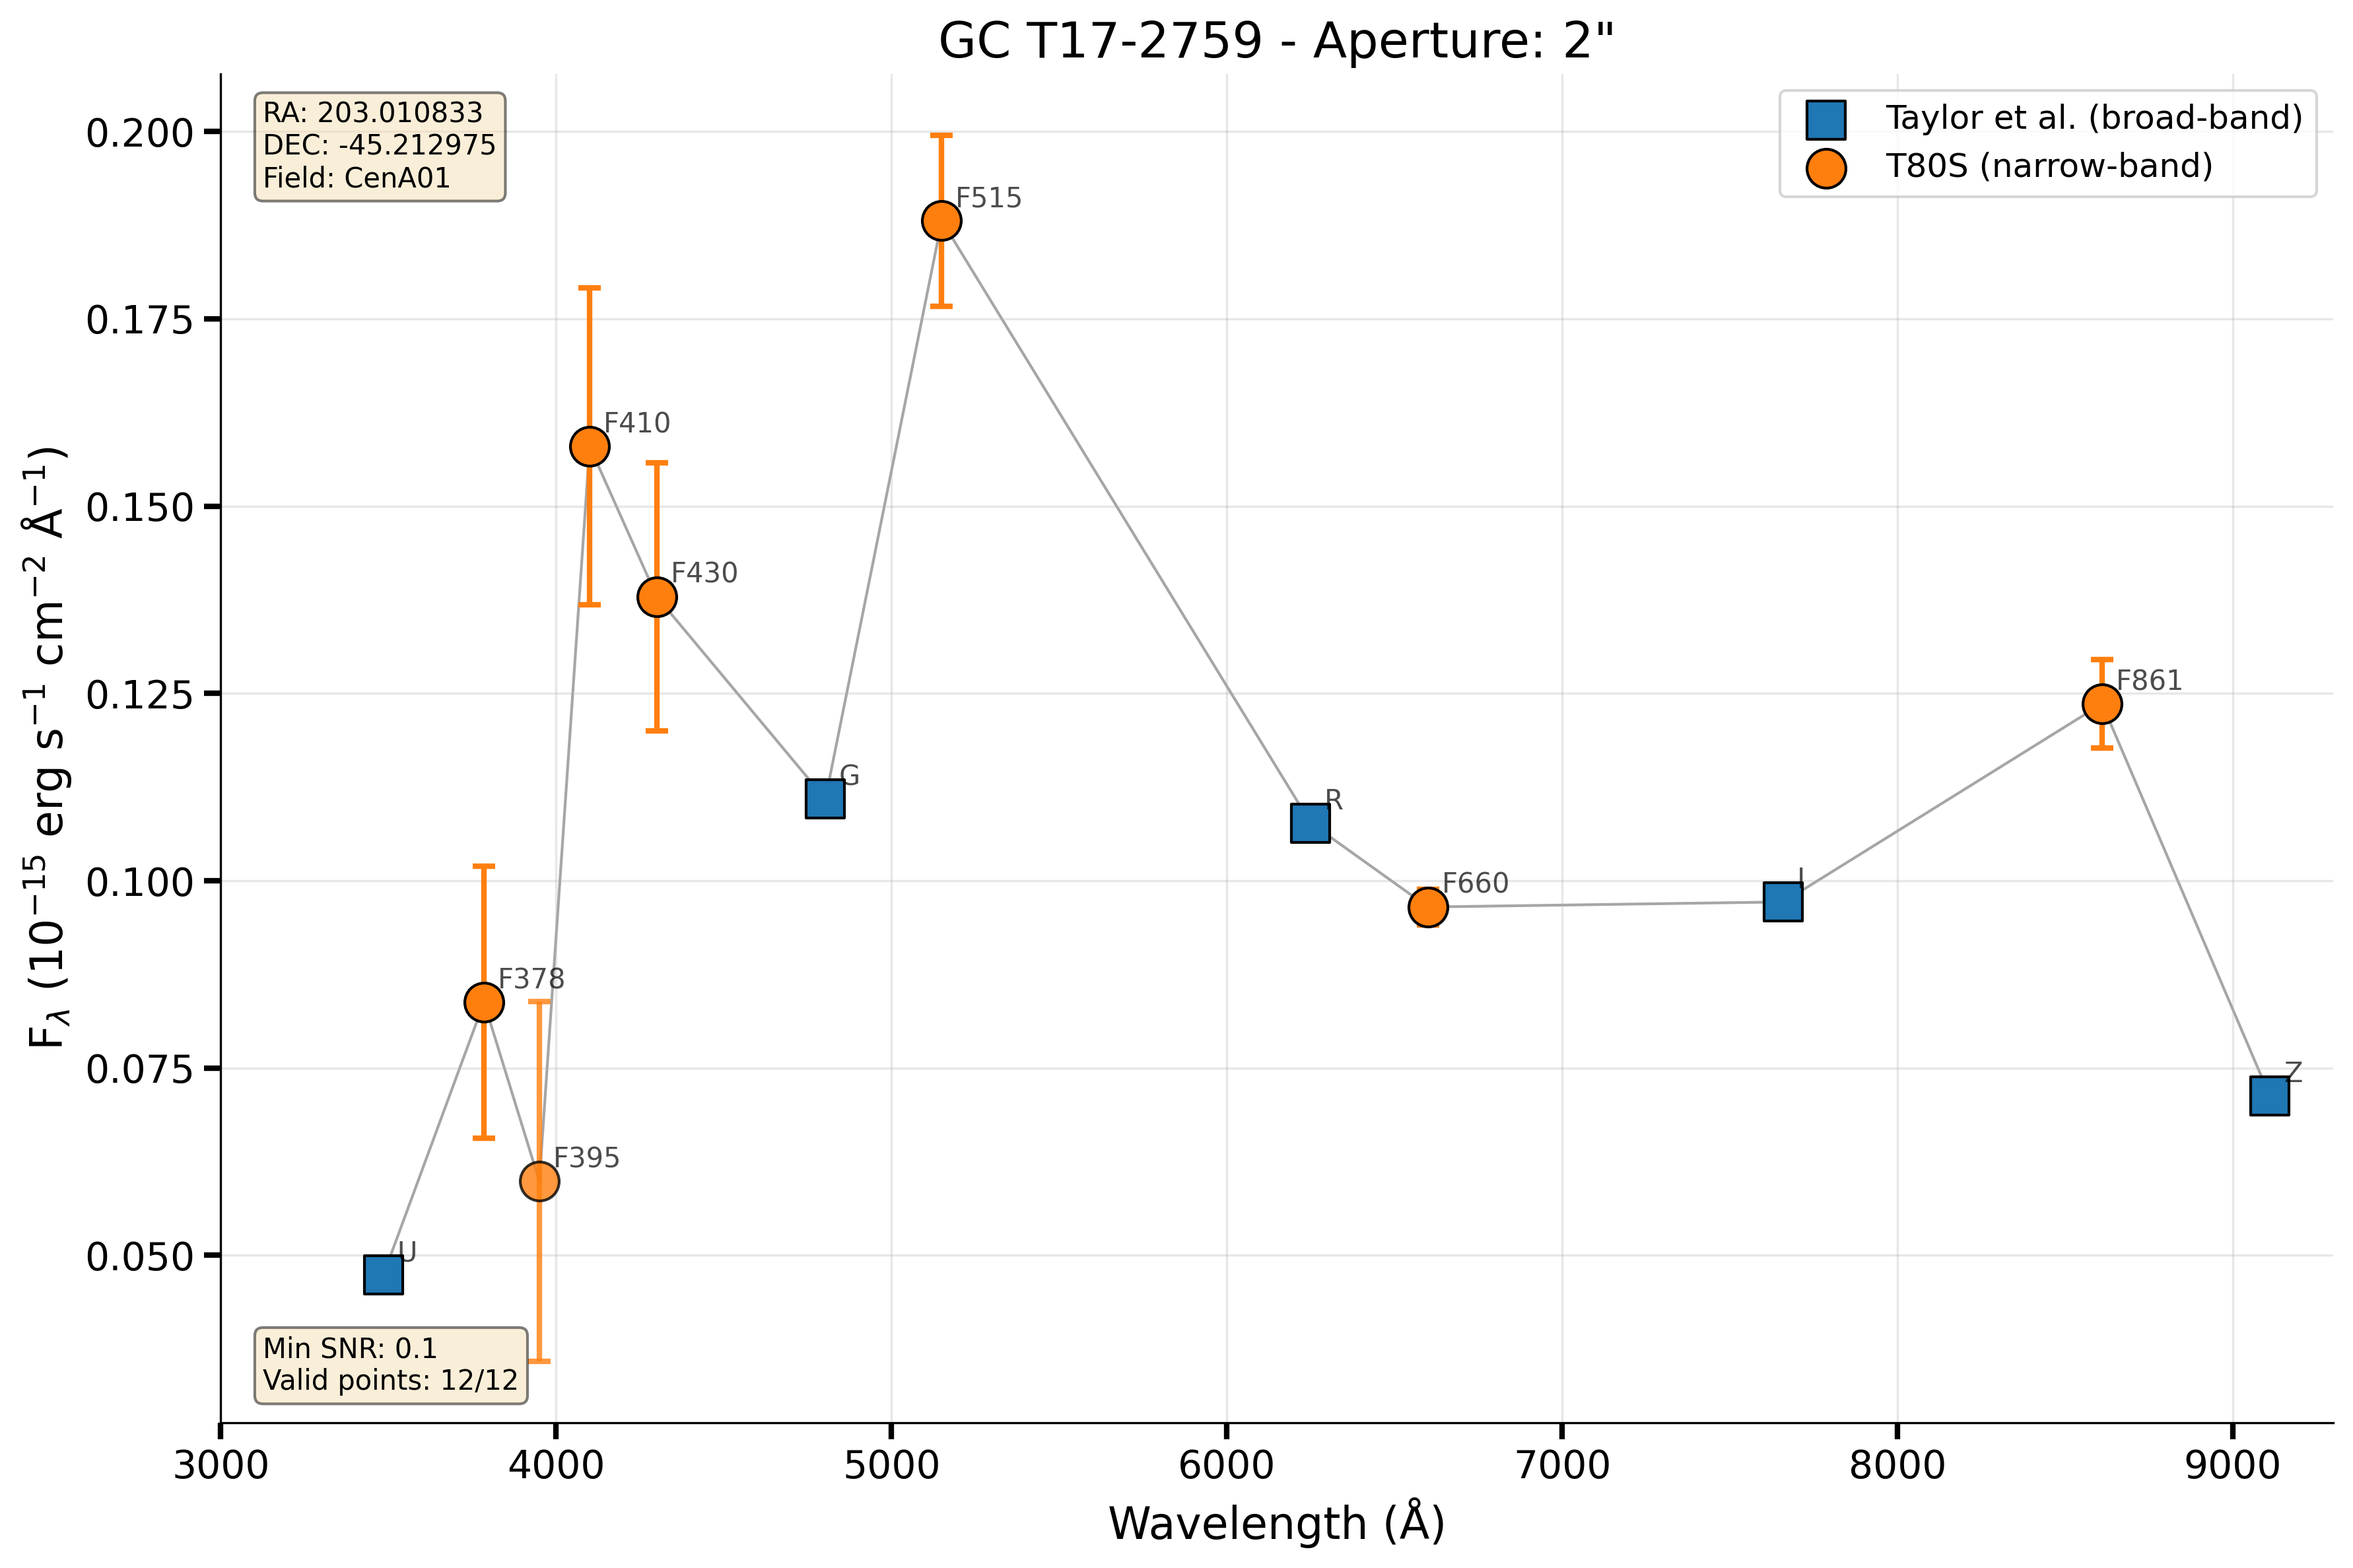 GC T17-2759 - Aperture: 2"
RA: 203.010833
DEC: -45.212975
Field: CenA01
Taylor et al. (broad-band)
T80S (narrow-band)
0.200
0.175
0.150
0.125
0.100
0.075
0.050
F515
F410
F430
G
F861
R
F660
I
F378
F395
Z
U
Min SNR: 0.1
Valid points: 12/12
3000 4000 5000 6000 7000 8000 9000
Wavelength (Å)
F_λ (10⁻¹⁵ erg s⁻¹ cm⁻² Å⁻¹)